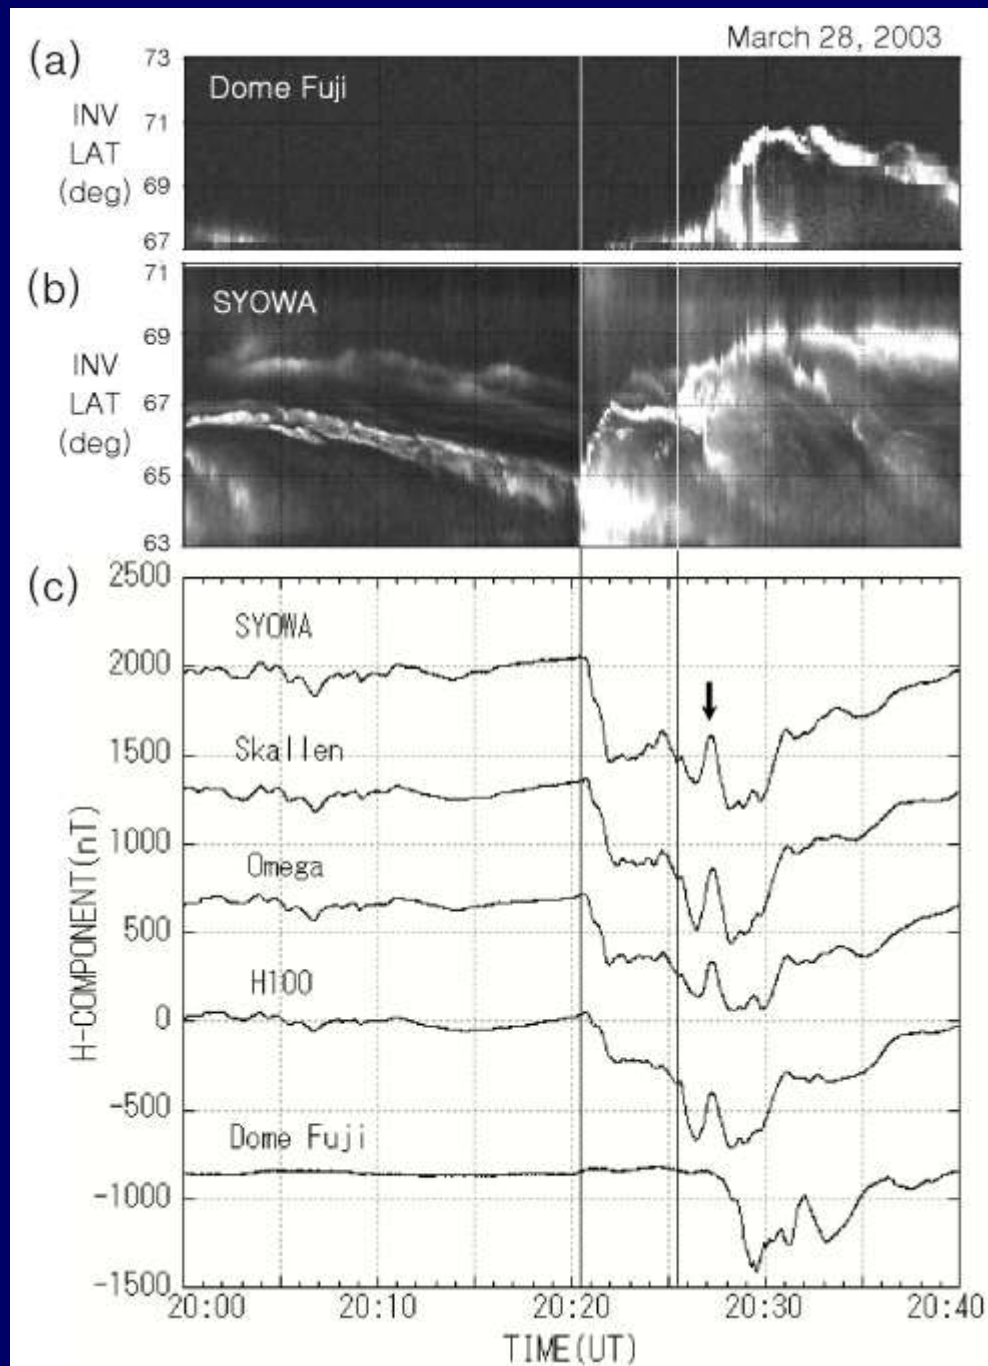 March 28, 2003
(a)
Dome Fuji
INV
LAT
(deg)
73
71
69
67
(b)
SYOWA
INV
LAT
(deg)
71
69
67
65
63
(c)
H-COMPONENT(nT)
2500
2000
1500
1000
500
0
-500
-1000
-1500
SYOWA
Skallen
Omega
H100
Dome Fuji
20:00
20:10
20:20
20:30
20:40
TIME(UT)